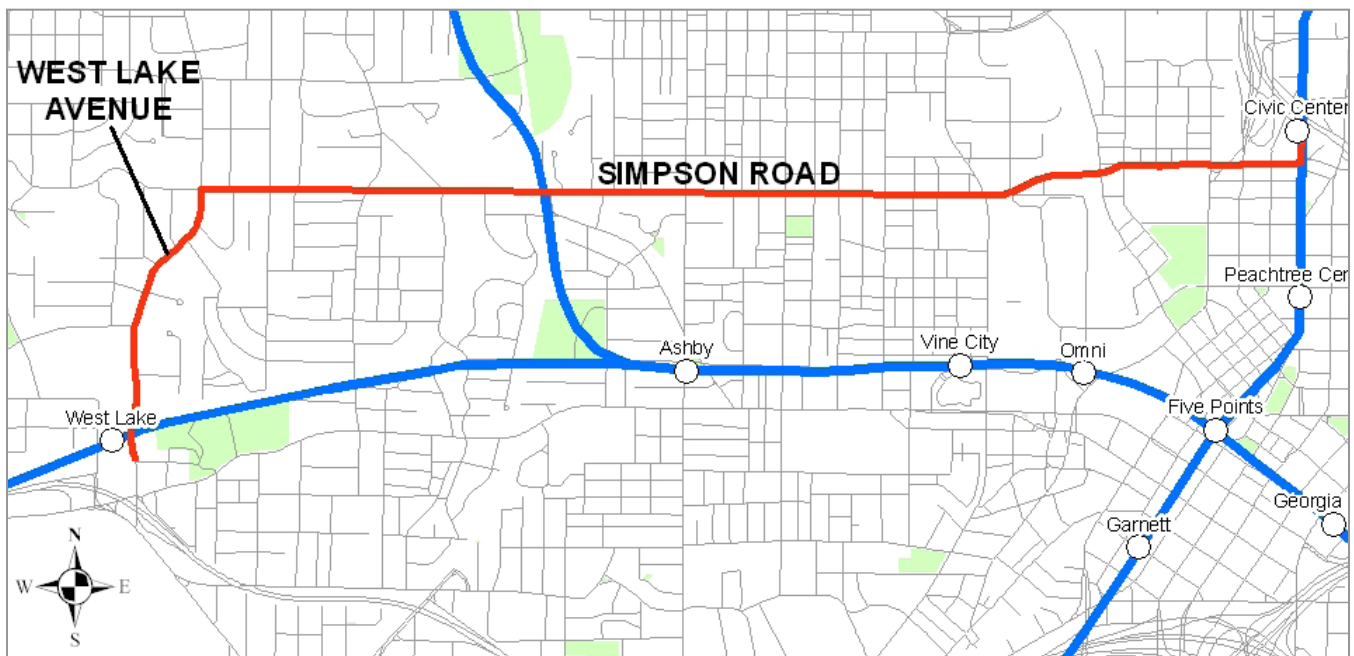 WEST LAKE
AVENUE
Civic Center
SIMPSON ROAD
Peachtree Cen
Ashby
Vine City
Omni
West Lake
Five Points
Georgia
Garnett
N
W
E
S